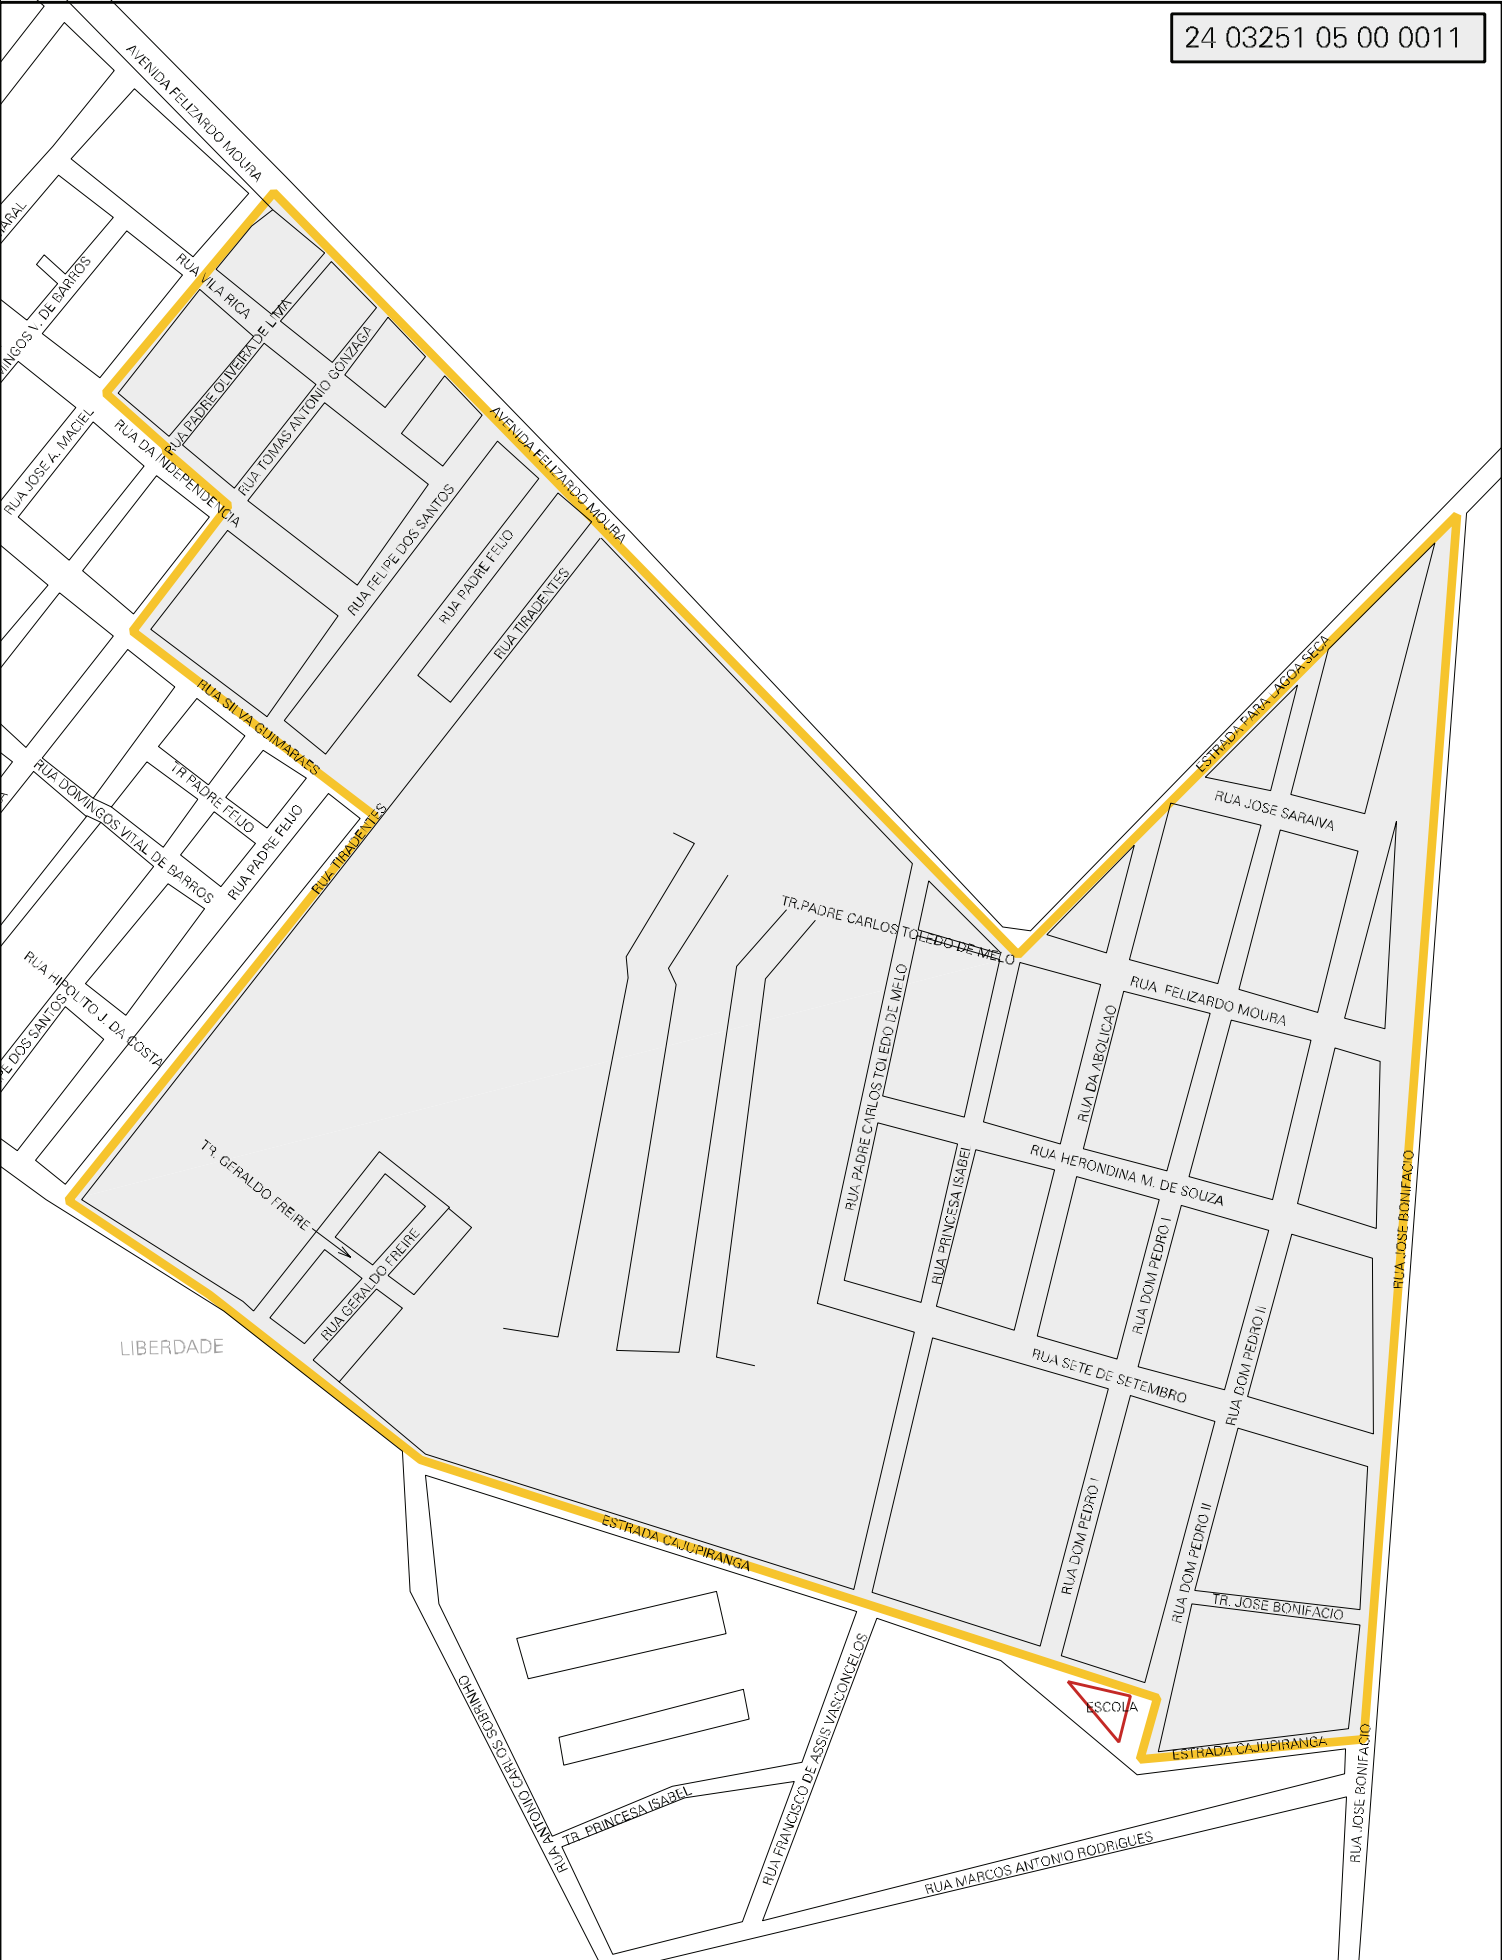 24 03251 05 00 0011
AVENIDA FELIZARDO MOURA
ARAL
RUA VILA RICA
MINGOS V. DE BARROS
RUA PADRE OLIVEIRA DE LIMA
RUA TOMAS ANTONIO GONZAGA
RUA JOSE A. MACIEL
RUA DA INDEPENDENCIA
AVENIDA FELIZARDO MOURA
RUA FELIPE DOS SANTOS
RUA PADRE FEIJO
RUA TIRADENTES
ESTRADA PARA LAGOA SECA
RUA SILVA GUIMARAES
RUA DOMINGOS VITAL DE BARROS
TR PADRE FEIJO
RUA PADRE FEIJO
RUA TIRADENTES
RUA JOSE SARAIVA
TR.PADRE CARLOS TOLEDO DE MELO
RUA HIPOLITO J. DA COSTA
PE DOS SANTOS
RUA PADRE CARLOS TOLEDO DE MELO
RUA FELIZARDO MOURA
RUA DA ABOLICAO
RUA HERONDINA M. DE SOUZA
RUA PRINCESA ISABEL
RUA JOSE BONIFACIO
TR. GERALDO FREIRE
RUA GERALDO FREIRE
RUA DOM PEDRO I
RUA DOM PEDRO II
LIBERDADE
RUA SETE DE SETEMBRO
RUA DOM PEDRO I
RUA DOM PEDRO II
ESTRADA CAJUPIRANGA
TR. JOSE BONIFACIO
RUA ANTONIO CARLOS SOBRINHO
RUA FRANCISCO DE ASSIS VASCONCELOS
ESCOLA
ESTRADA CAJUPIRANGA
RUA JOSE BONIFACIO
TR. PRINCESA ISABEL
RUA MARCOS ANTONIO RODRIGUES